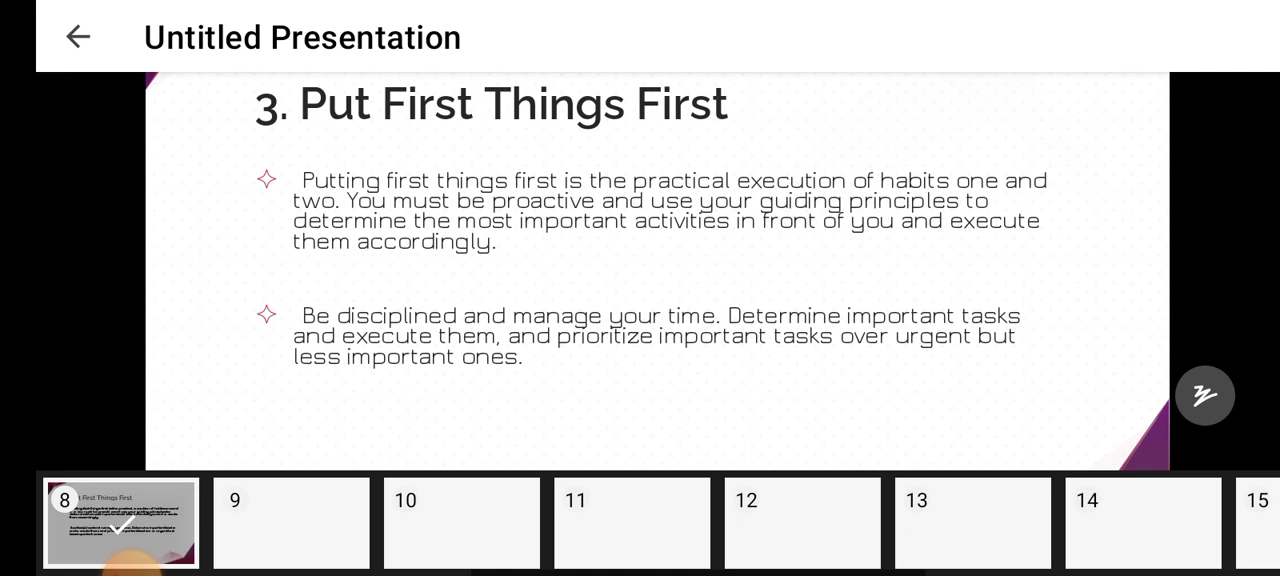 Untitled Presentation
3. Put First Things First
Putting first things first is the practical execution of habits one and
two. You must be proactive and use your guiding principles to
determine the most important activities in front of you and execute
them accordingly.
Be disciplined and manage your time. Determine important tasks
and execute them, and prioritize important tasks over urgent but
less important ones.
8 9 10 11 12 13 14 15
t First Things First